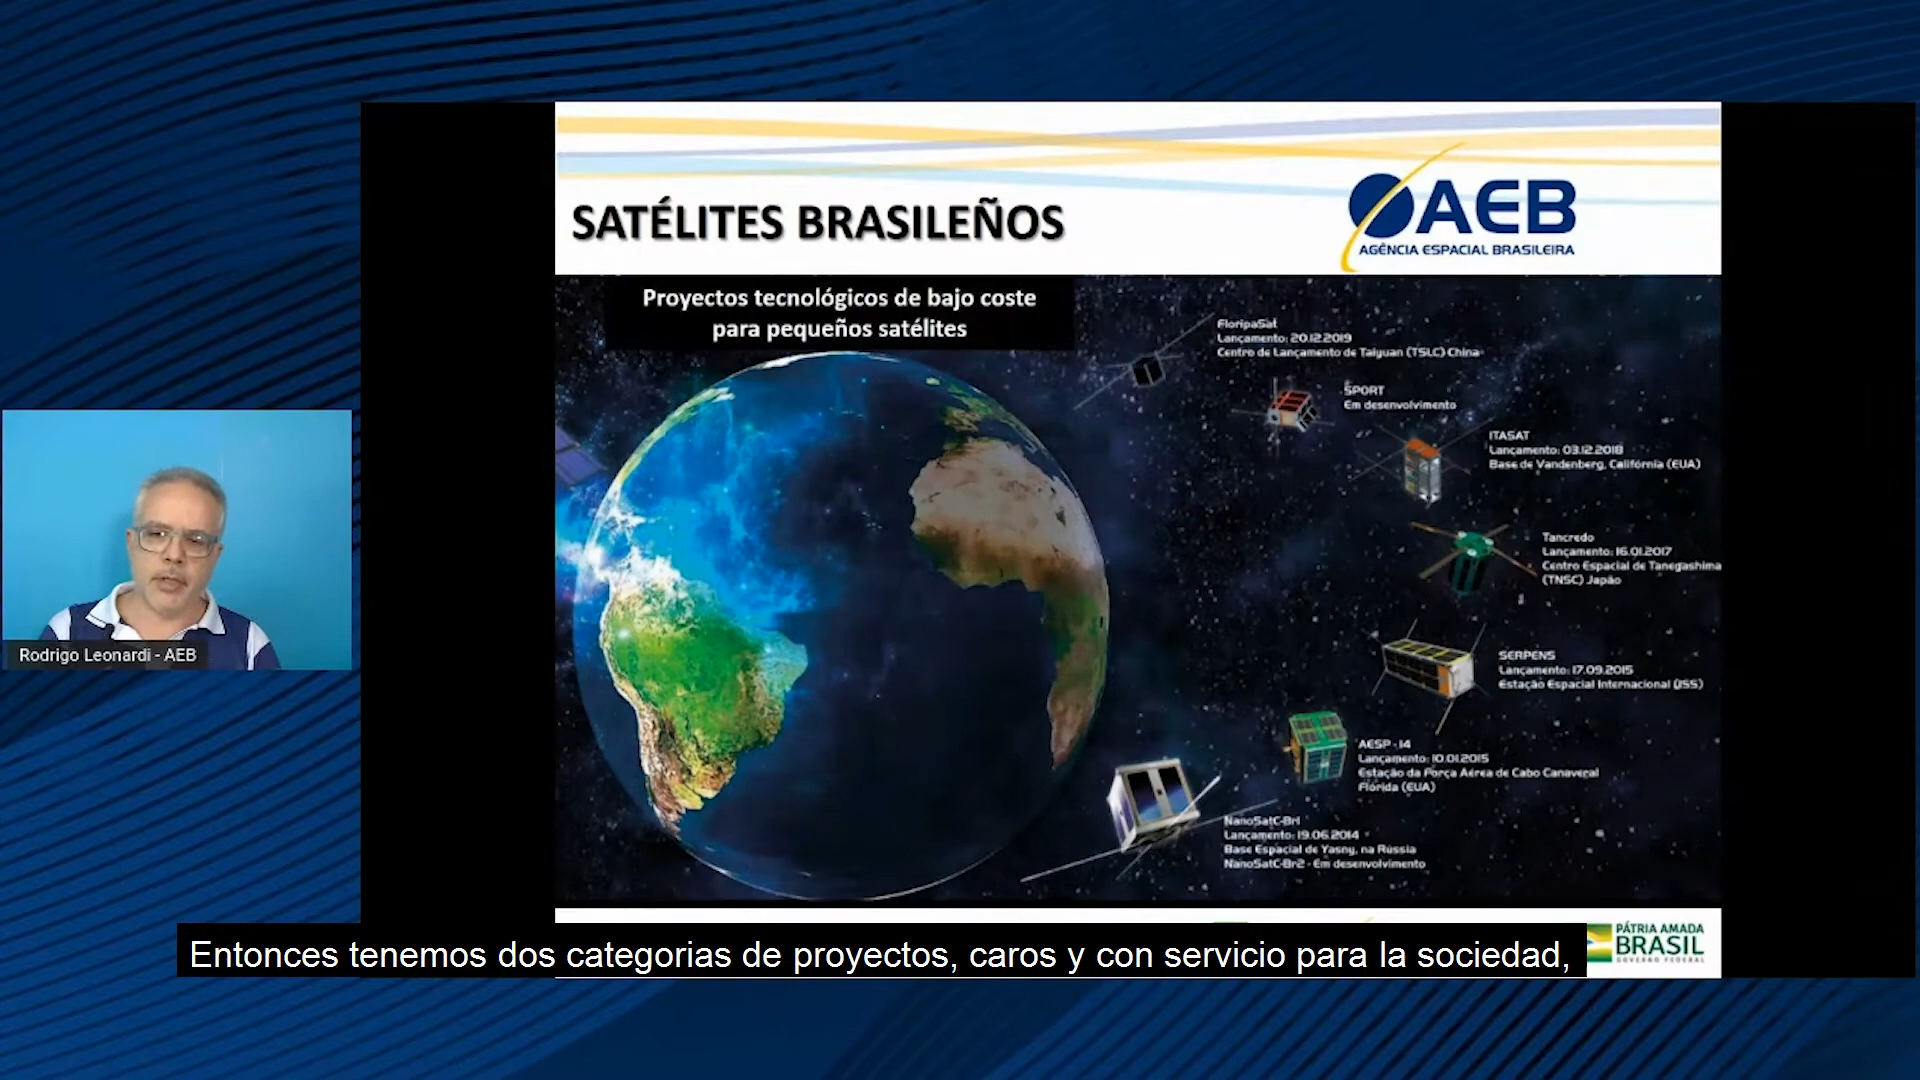 SATÉLITES BRASILEÑOS
AEB
AGÊNCIA ESPACIAL BRASILEIRA
Proyectos tecnológicos de bajo coste
para pequeños satélites
FloripaSat
Lançamento: 20.12.2019
Centro de Lançamento de Taiyuan (TSLC) China
SPORT
Em desenvolvimento
ITASAT
Lançamento: 03.12.2018
Base de Vandenberg, Califórnia (EUA)
Tancredo
Lançamento: 16.01.2017
Centro Espacial de Tanegashima
(TNSC) Japão
SERPENS
Lançamento: 17.09.2015
Estação Espacial Internacional (ISS)
AESP - 14
Lançamento: 10.01.2015
Estação da Força Aérea de Cabo Canaveral
Flórida (EUA)
NanoSatC-Br1
Lançamento: 19.06.2014
Base Espacial de Yasny, na Rússia
NanoSatC-Br2 - Em desenvolvimento
Rodrigo Leonardi - AEB
PÁTRIA AMADA
BRASIL
GOVERNO FEDERAL
Entonces tenemos dos categorias de proyectos, caros y con servicio para la sociedad,